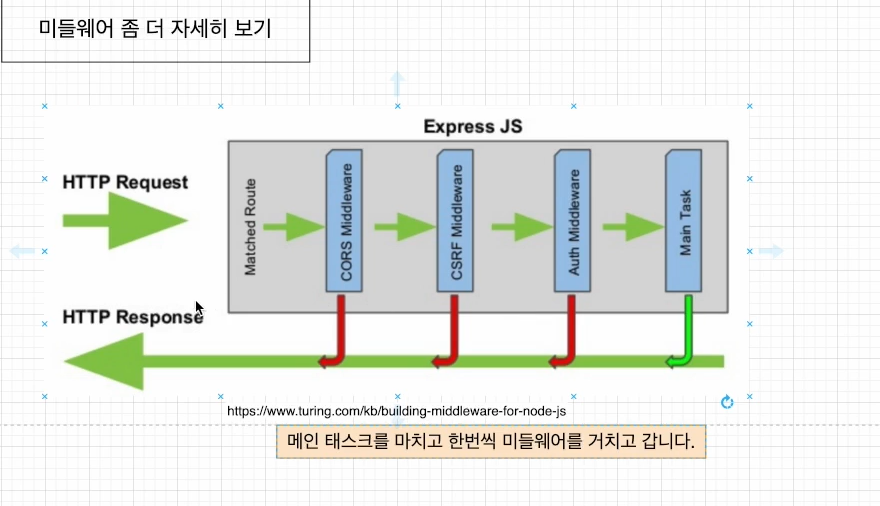 미들웨어 좀 더 자세히 보기
Express JS
HTTP Request
Matched Route
CORS Middleware
CSRF Middleware
Auth Middleware
Main Task
HTTP Response
https://www.turing.com/kb/building-middleware-for-node-js
메인 태스크를 마치고 한번씩 미들웨어를 거치고 갑니다.